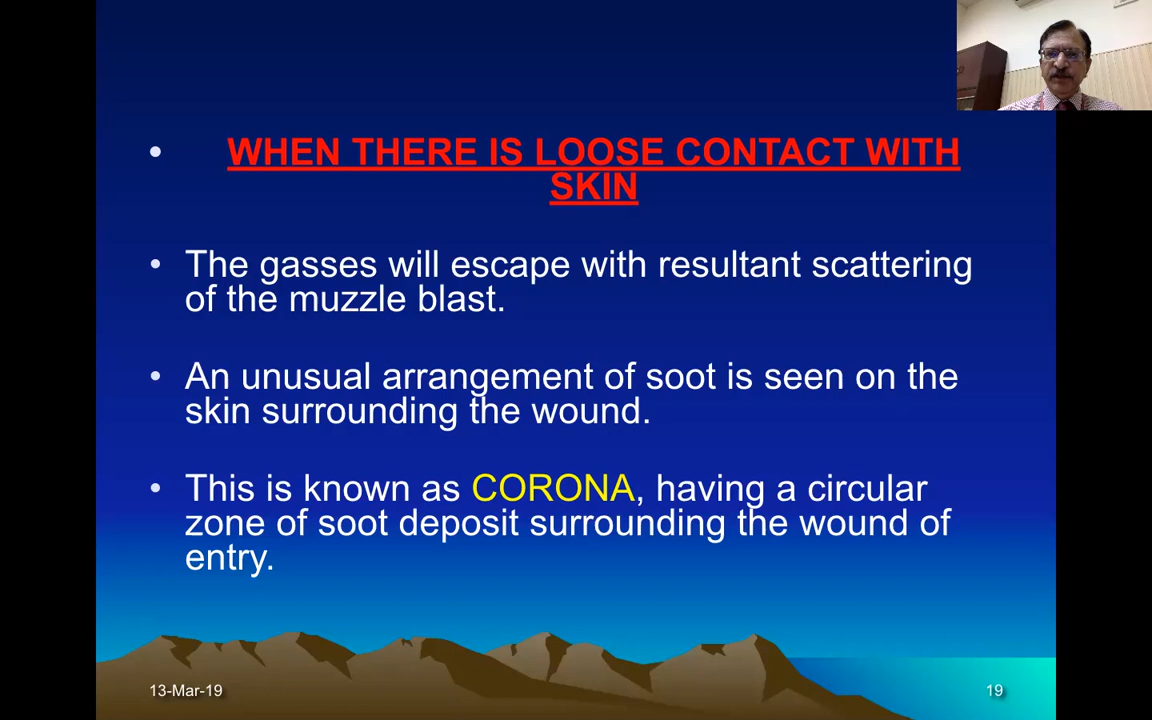 • WHEN THERE IS LOOSE CONTACT WITH
SKIN
• The gasses will escape with resultant scattering
of the muzzle blast.
• An unusual arrangement of soot is seen on the
skin surrounding the wound.
• This is known as CORONA, having a circular
zone of soot deposit surrounding the wound of
entry.
13-Mar-19
19